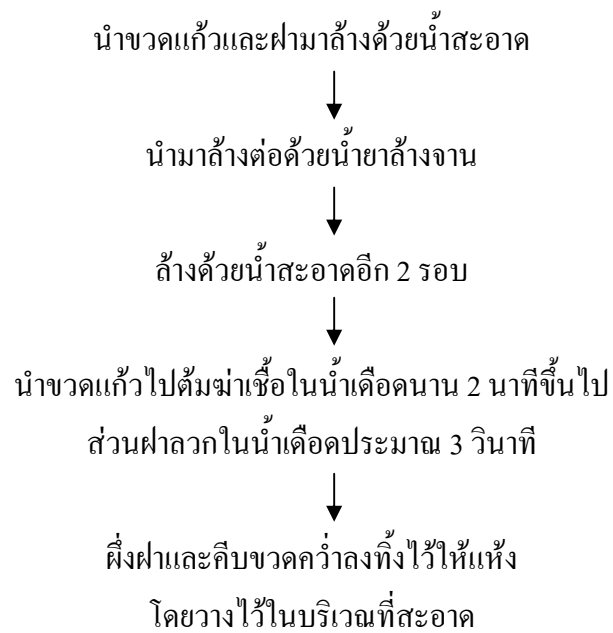 นำขวดแก้วและฝามาล้างด้วยน้ำสะอาด
นำมาล้างต่อด้วยน้ำยาล้างจาน
ล้างด้วยน้ำสะอาดอีก 2 รอบ
นำขวดแก้วไปต้มฆ่าเชื้อในน้ำเดือดนาน 2 นาทีขึ้นไป
ส่วนฝาลวกในน้ำเดือดประมาณ 3 วินาที
ผึ่งฝาและคีบขวดคว่ำลงทิ้งไว้ให้แห้ง
โดยวางไว้ในบริเวณที่สะอาด